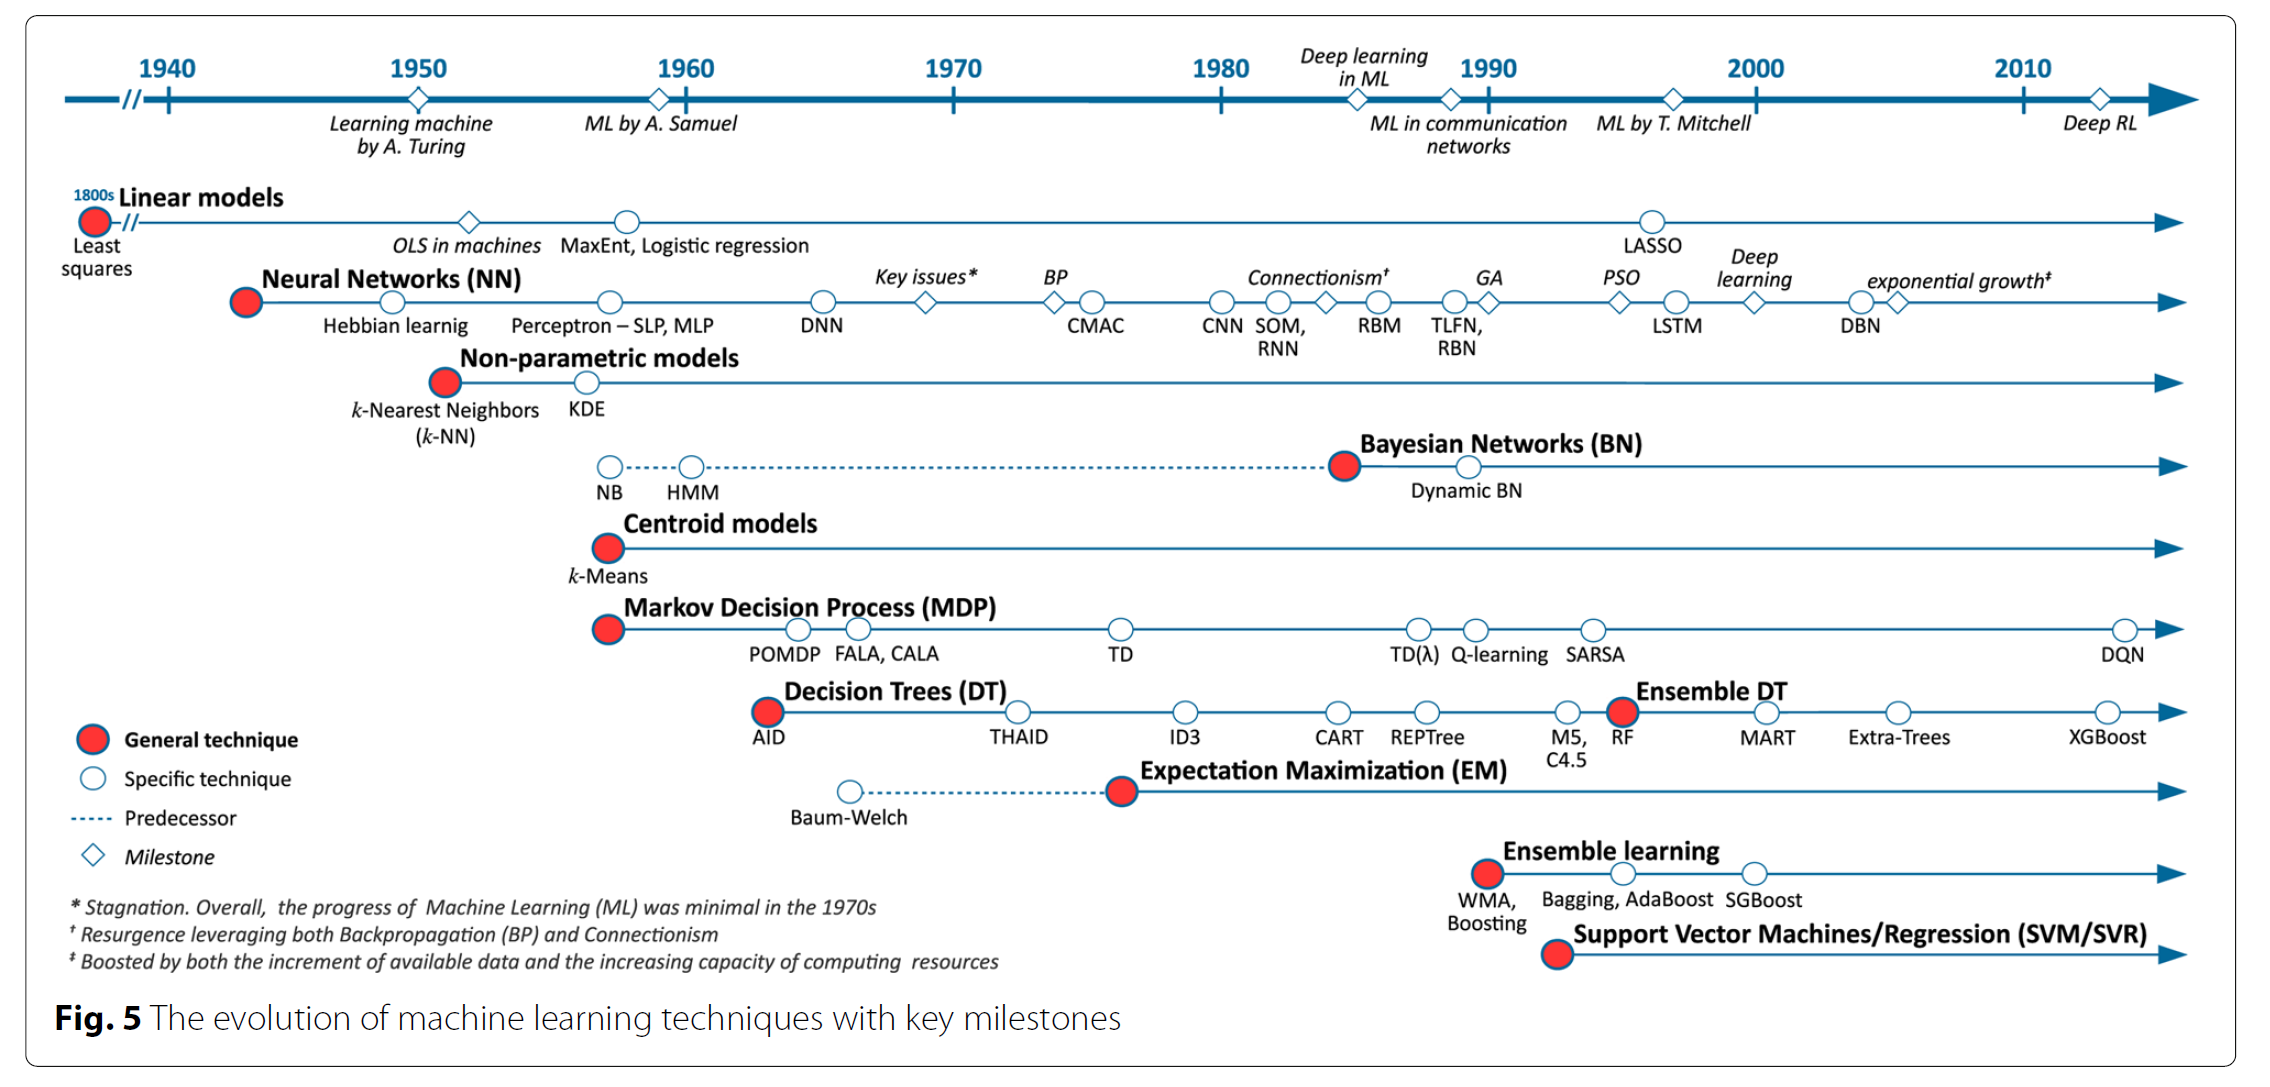 1940 1950 1960 1970 1980 Deep learning 1990 2000 2010
in ML
//
Learning machine ML by A. Samuel ML in communication ML by T. Mitchell Deep RL
by A. Turing networks
1800s Linear models
//
Least OLS in machines MaxEnt, Logistic regression LASSO
squares
Neural Networks (NN) Key issues* BP Connectionism† GA PSO Deep exponential growth‡
learning
Hebbian learnig Perceptron – SLP, MLP DNN CMAC CNN SOM, RBM TLFN, LSTM DBN
RNN RBN
Non-parametric models
k-Nearest Neighbors KDE
(k-NN)
Bayesian Networks (BN)
NB HMM Dynamic BN
Centroid models
k-Means
Markov Decision Process (MDP)
POMDP FALA, CALA TD TD(λ) Q-learning SARSA DQN
Decision Trees (DT) Ensemble DT
AID THAID ID3 CART REPTree M5, RF MART Extra-Trees XGBoost
C4.5
Expectation Maximization (EM)
Baum-Welch
Ensemble learning
WMA, Bagging, AdaBoost SGBoost
Boosting
Support Vector Machines/Regression (SVM/SVR)
General technique
Specific technique
Predecessor
Milestone
* Stagnation. Overall, the progress of Machine Learning (ML) was minimal in the 1970s
† Resurgence leveraging both Backpropagation (BP) and Connectionism
‡ Boosted by both the increment of available data and the increasing capacity of computing resources
Fig. 5 The evolution of machine learning techniques with key milestones